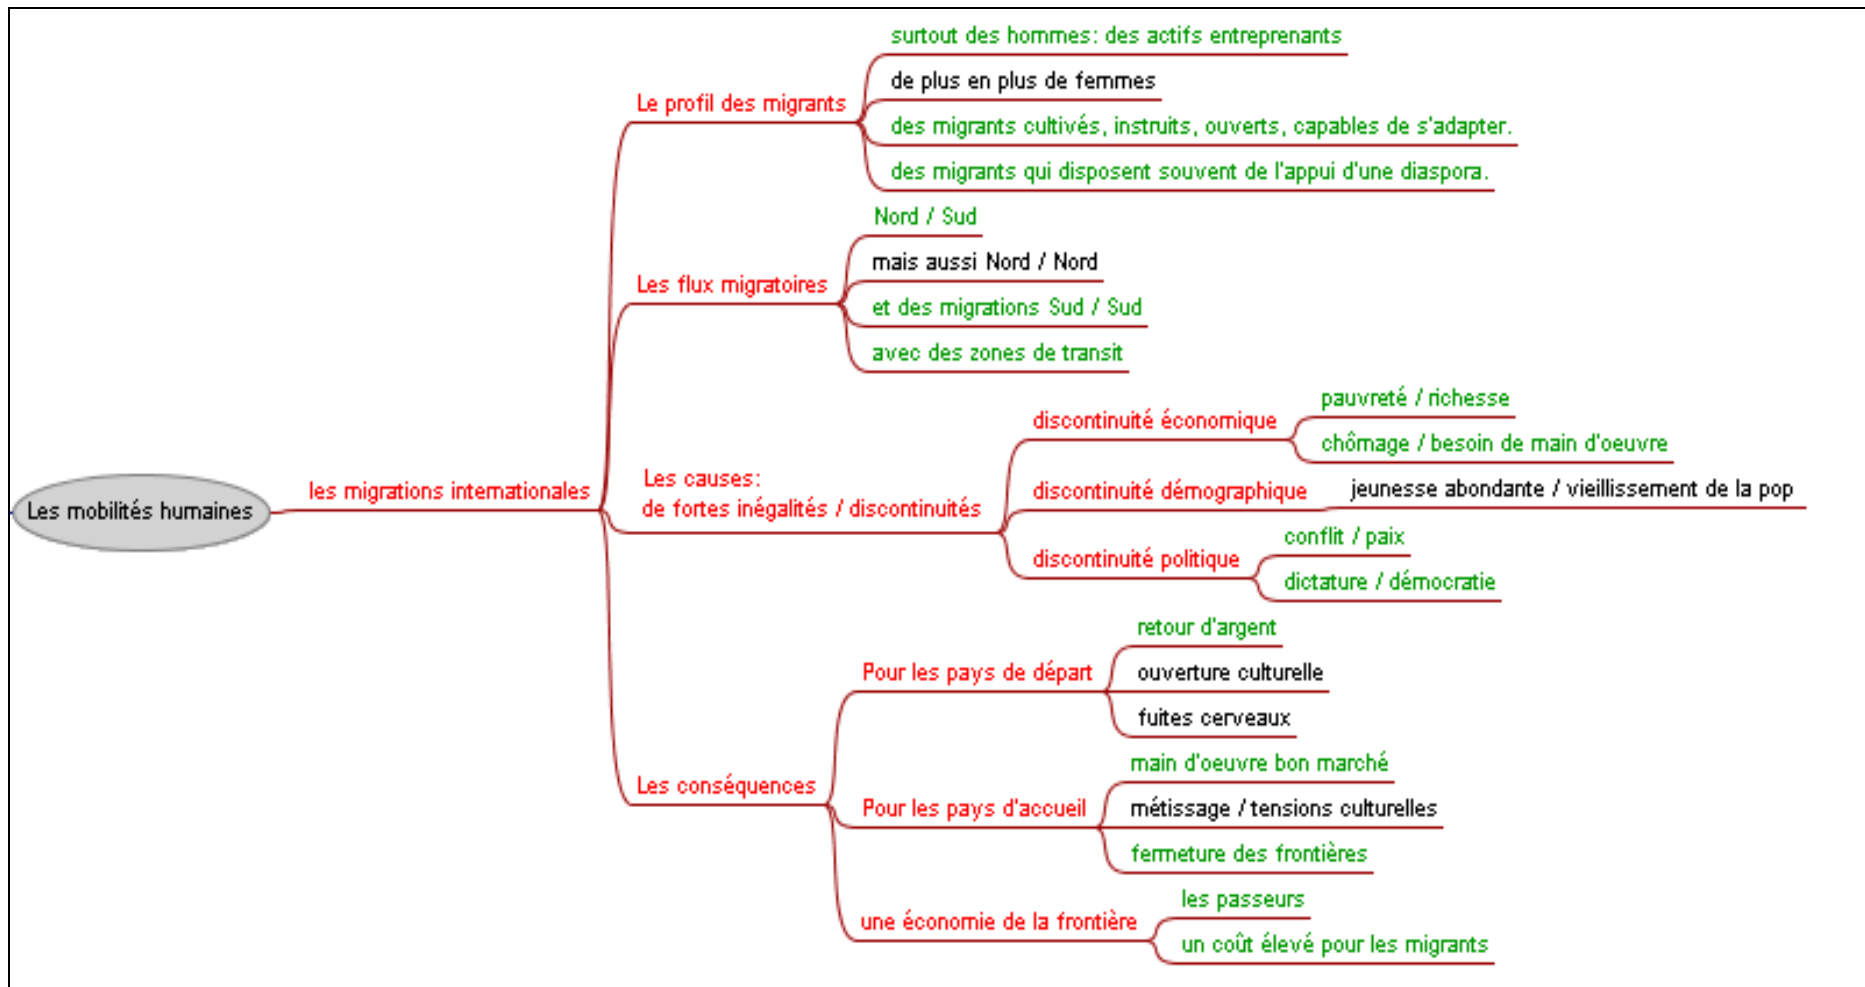 Les mobilités humaines
les migrations internationales
Le profil des migrants
surtout des hommes: des actifs entreprenants
de plus en plus de femmes
des migrants cultivés, instruits, ouverts, capables de s'adapter.
des migrants qui disposent souvent de l'appui d'une diaspora.
Les flux migratoires
Nord / Sud
mais aussi Nord / Nord
et des migrations Sud / Sud
avec des zones de transit
Les causes:
de fortes inégalités / discontinuités
discontinuité économique
pauvreté / richesse
chômage / besoin de main d'oeuvre
discontinuité démographique
jeunesse abondante / vieillissement de la pop
discontinuité politique
conflit / paix
dictature / démocratie
Les conséquences
Pour les pays de départ
retour d'argent
ouverture culturelle
fuites cerveaux
Pour les pays d'accueil
main d'oeuvre bon marché
métissage / tensions culturelles
fermeture des frontières
une économie de la frontière
les passeurs
un coût élevé pour les migrants